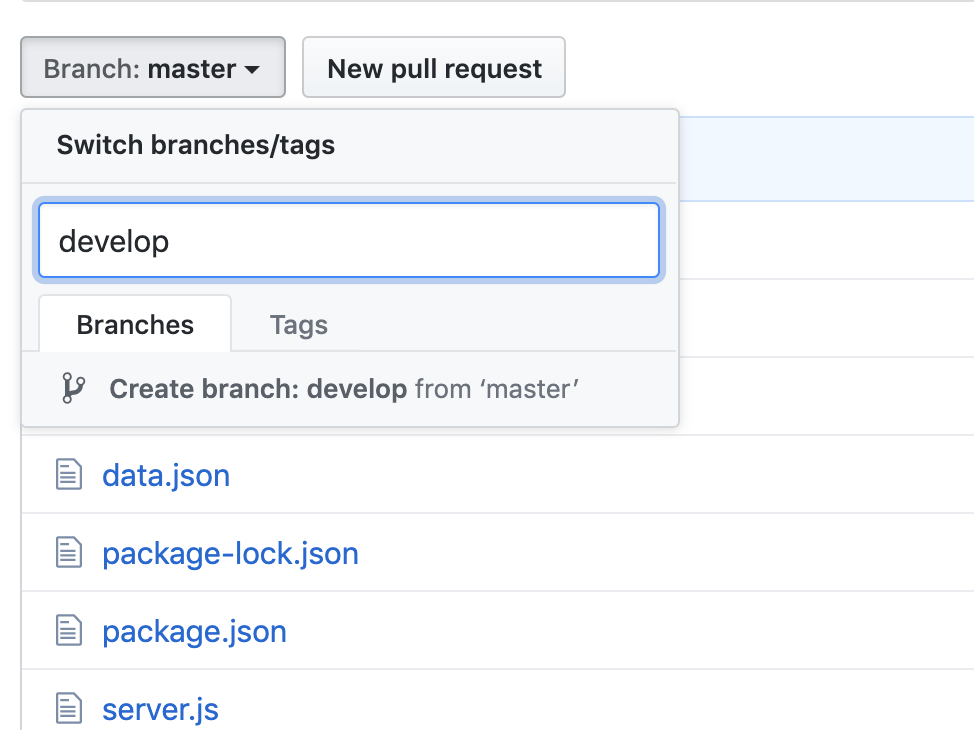 Branch: master New pull request
Switch branches/tags
develop
Branches Tags
Create branch: develop from ‘master’
data.json
package-lock.json
package.json
server.js